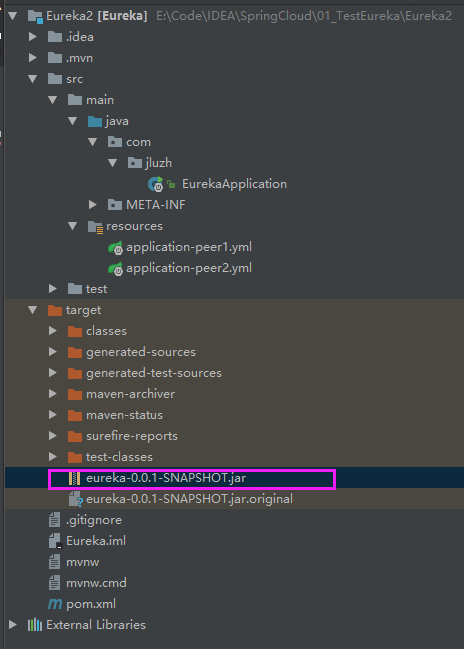 Eureka2 [Eureka] E:\Code\IDEA\SpringCloud\01_TestEureka\Eureka2
.idea
.mvn
src
main
java
com
jluzh
EurekaApplication
META-INF
resources
application-peer1.yml
application-peer2.yml
test
target
classes
generated-sources
generated-test-sources
maven-archiver
maven-status
surefire-reports
test-classes
eureka-0.0.1-SNAPSHOT.jar
eureka-0.0.1-SNAPSHOT.jar.original
.gitignore
Eureka.iml
mvnw
mvnw.cmd
pom.xml
External Libraries